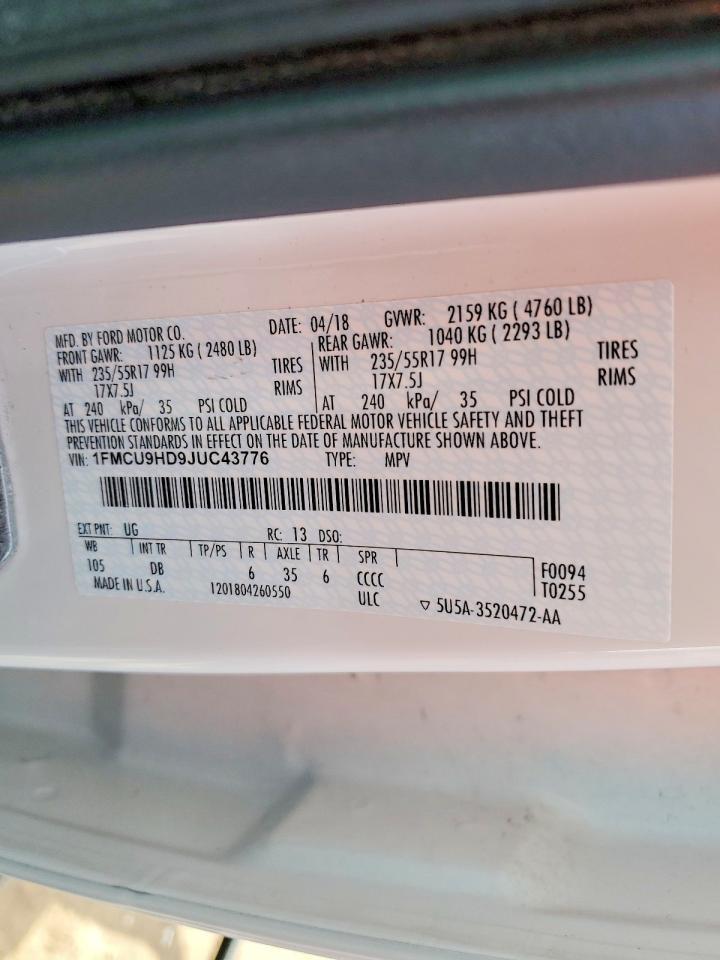 MFD. BY FORD MOTOR CO. DATE: 04/18 GVWR: 2159 KG ( 4760 LB)
FRONT GAWR: 1125 KG ( 2480 LB) REAR GAWR: 1040 KG ( 2293 LB)
WITH 235/55R17 99H TIRES WITH 235/55R17 99H TIRES
17X7.5J RIMS 17X7.5J RIMS
AT 240 kPa/ 35 PSI COLD AT 240 kPa/ 35 PSI COLD
THIS VEHICLE CONFORMS TO ALL APPLICABLE FEDERAL MOTOR VEHICLE SAFETY AND THEFT
PREVENTION STANDARDS IN EFFECT ON THE DATE OF MANUFACTURE SHOWN ABOVE.
VIN: 1FMCU9HD9JUC43776 TYPE: MPV
EXT PNT: UG RC: 13 DSO:
WB INT TR TP/PS R AXLE TR SPR
105 DB 6 35 6 CCCC F0094
MADE IN U.S.A. 1201804260550 ULC T0255
▽ 5U5A-3520472-AA